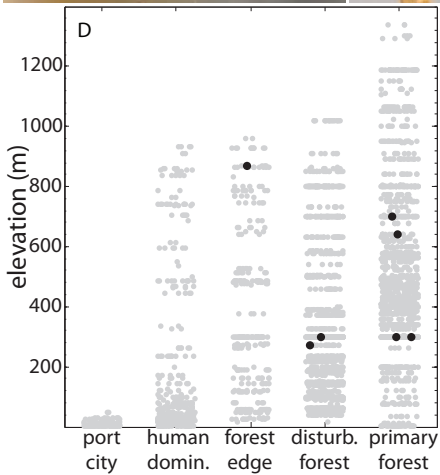 D
elevation (m)
1200
1000
800
600
400
200
port city
human domin.
forest edge
disturb. forest
primary forest